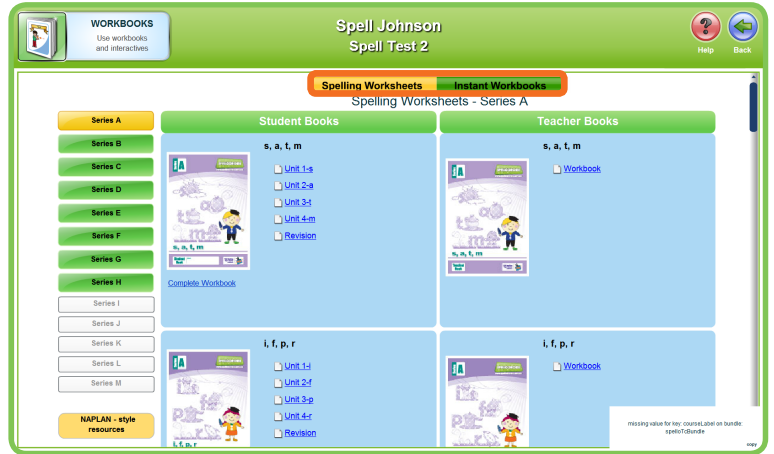 WORKBOOKS
Use workbooks
and interactives
Spell Johnson
Spell Test 2
Help
Back
Spelling Worksheets
Instant Workbooks
Spelling Worksheets - Series A
Series A
Series B
Series C
Series D
Series E
Series F
Series G
Series H
Series I
Series J
Series K
Series L
Series M
NAPLAN - style
resources
Student Books
s, a, t, m
A
s, a, t, m
Unit 1-s
Unit 2-a
Unit 3-t
Unit 4-m
Revision
Complete Workbook
Teacher Books
s, a, t, m
A
s, a, t, m
Workbook
i, f, p, r
A
i, f, p, r
Unit 1-i
Unit 2-f
Unit 3-p
Unit 4-r
Revision
i, f, p, r
A
Workbook
missing value for key: courseLabel on bundle:
spelloTcBundle
copy